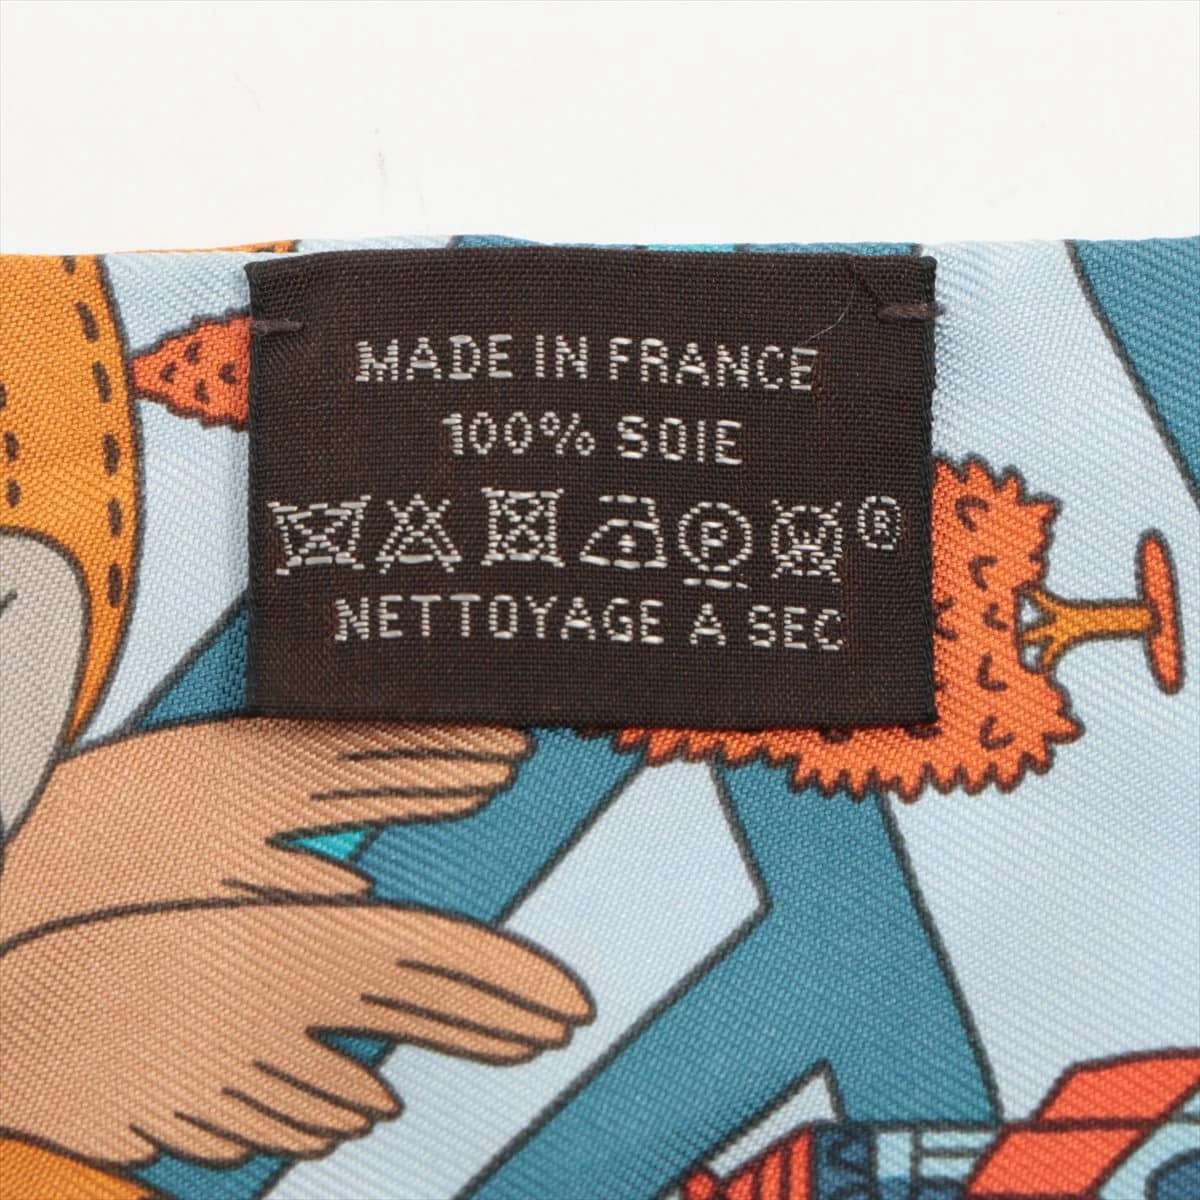 MADE IN FRANCE
100% SOIE
P ®
NETTOYAGE A SEC